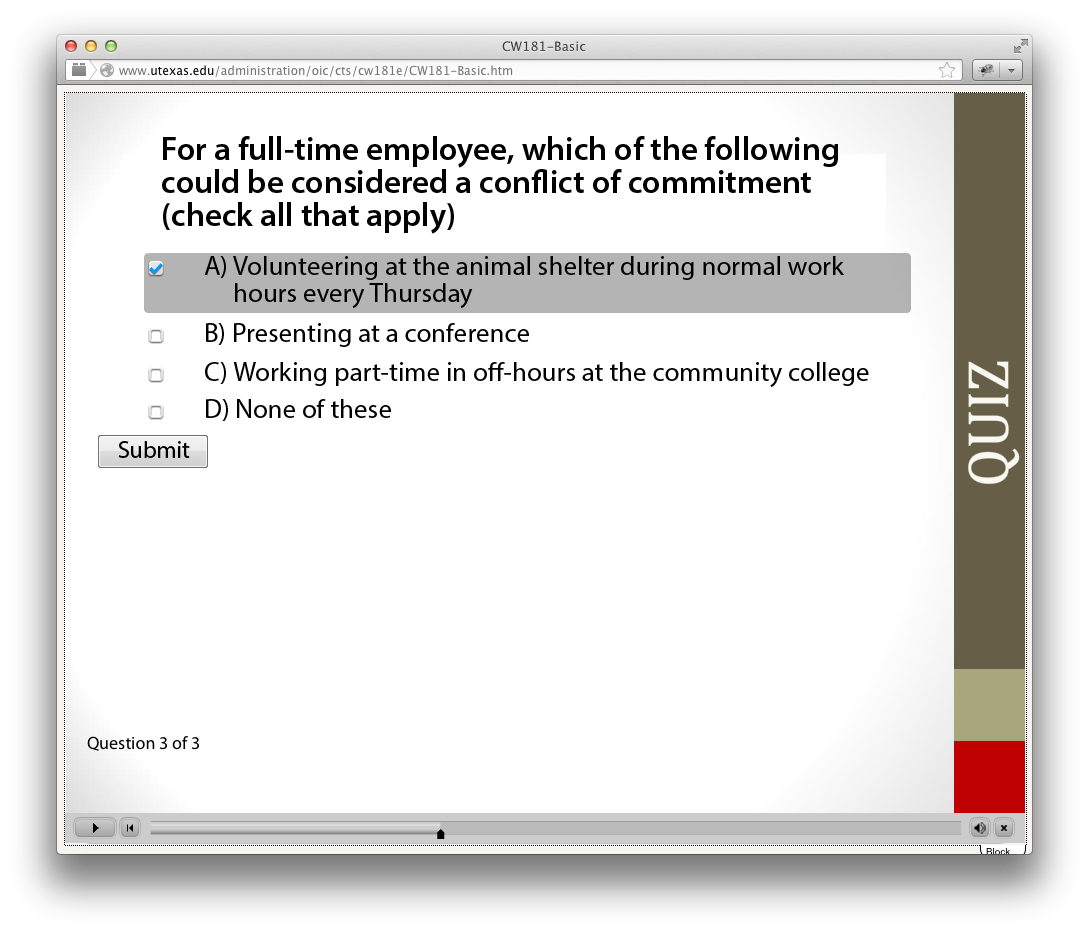 CW181–Basic
www.utexas.edu/administration/oic/cts/cw181e/CW181-Basic.htm
For a full-time employee, which of the following
could be considered a conflict of commitment
(check all that apply)
A) Volunteering at the animal shelter during normal work
hours every Thursday
B) Presenting at a conference
C) Working part-time in off-hours at the community college
D) None of these
Submit
QUIZ
Question 3 of 3
Block